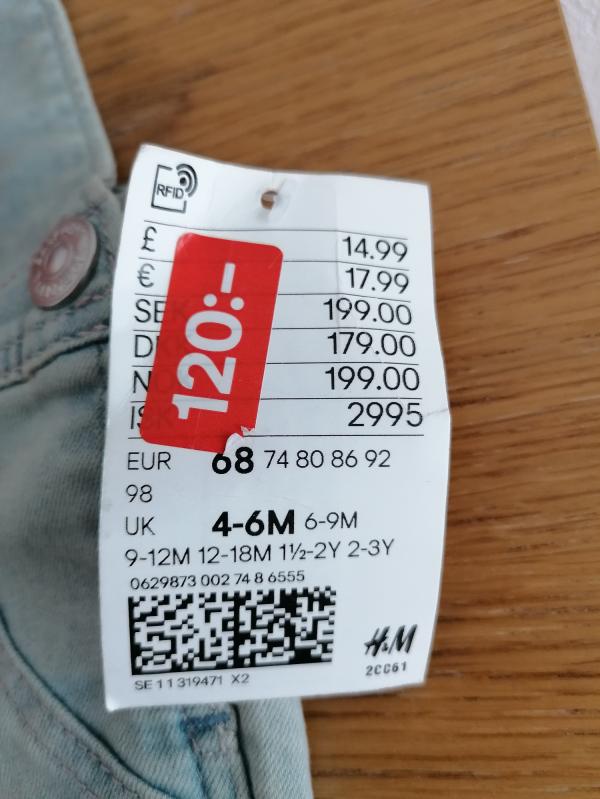 RFID
£ 14.99
€ 17.99
SEK 199.00
D 179.00
N 199.00
ISK 2995
120:-
EUR 68 74 80 86 92
98
UK 4-6M 6-9M
9-12M 12-18M 1½-2Y 2-3Y
0629873 002 74 8 6555
H&M
2CC61
SE 1 1 319471 X2